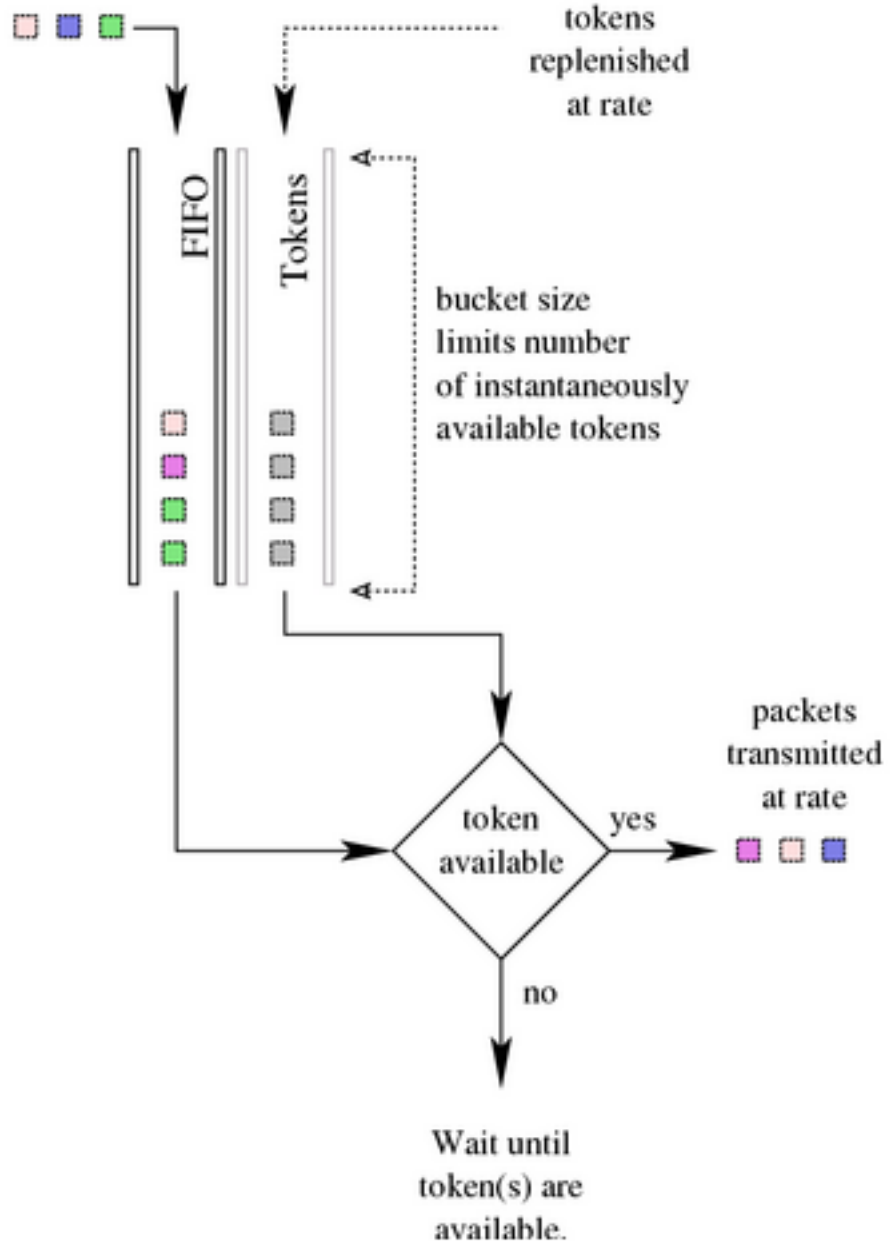 tokens
replenished
at rate
FIFO
Tokens
bucket size
limits number
of instantaneously
available tokens
packets
transmitted
at rate
token
available
yes
no
Wait until
token(s) are
available.